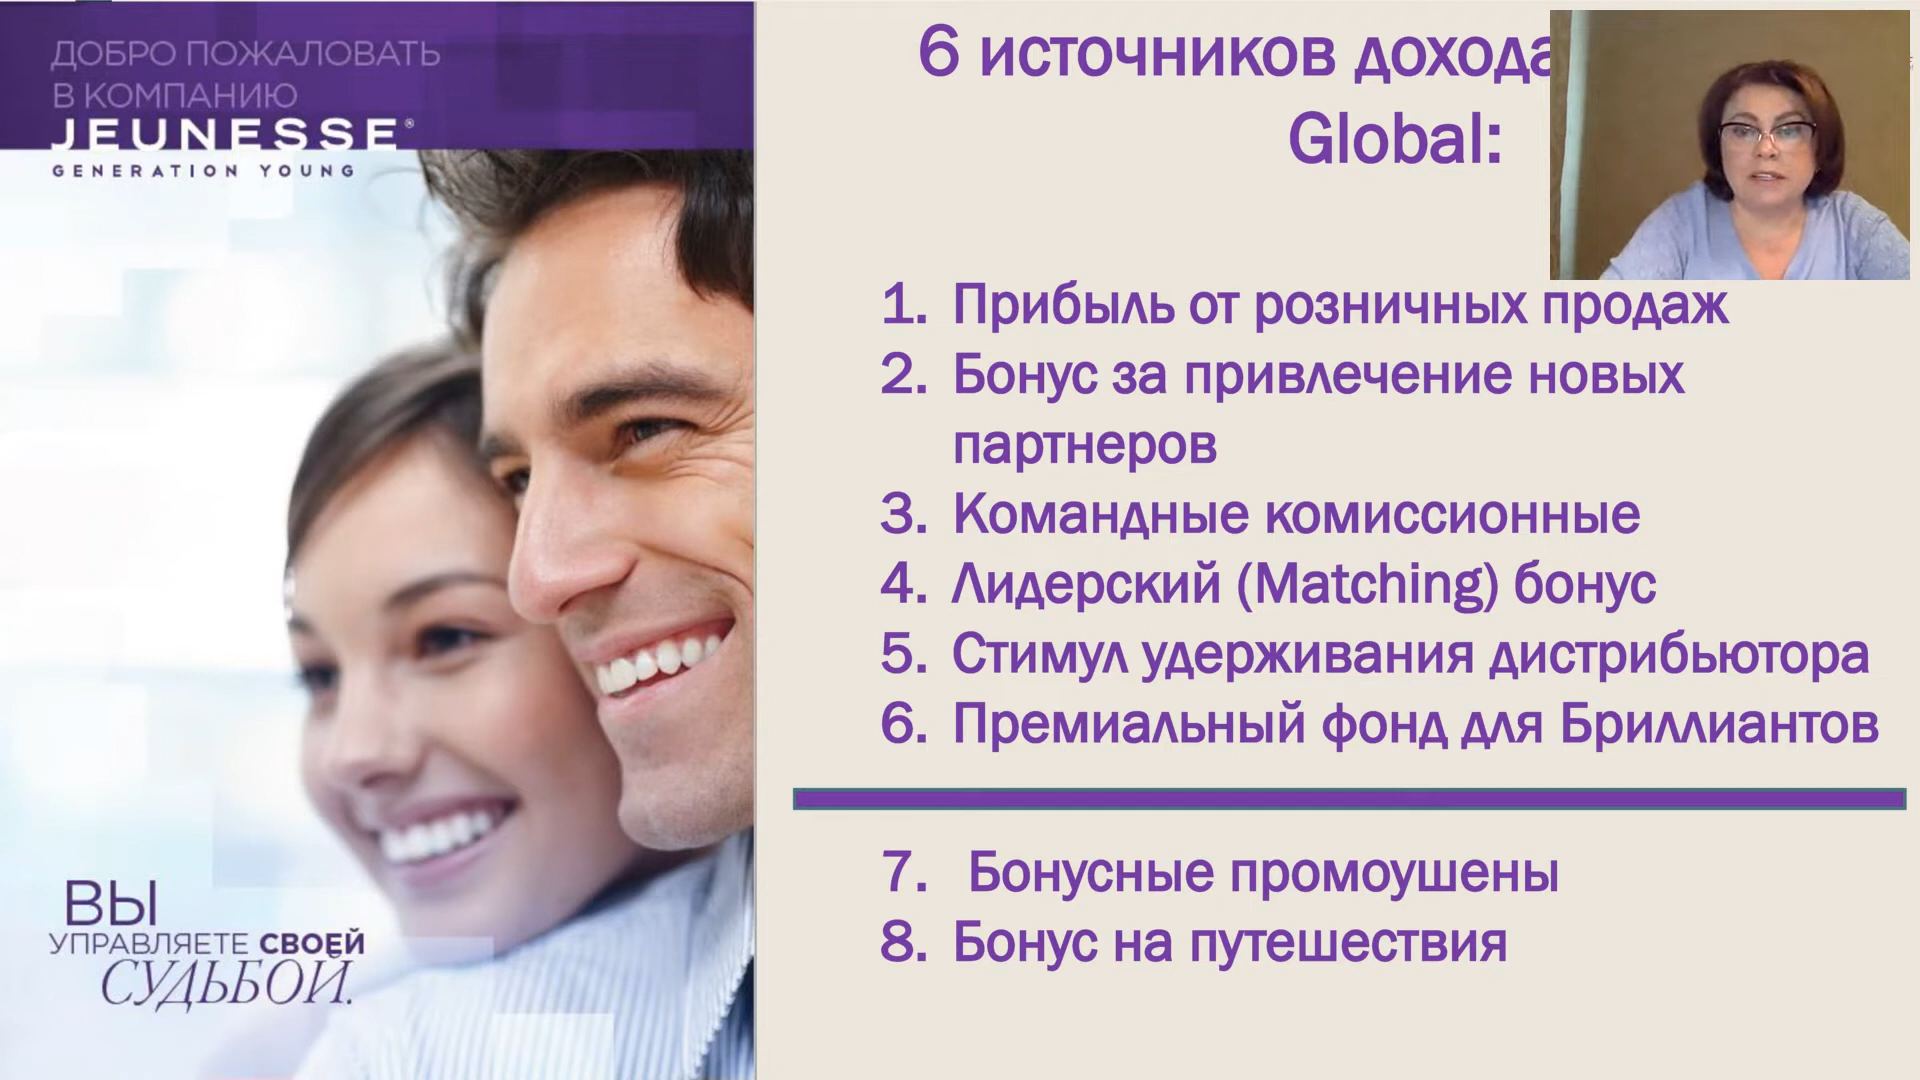 ДОБРО ПОЖАЛОВАТЬ
В КОМПАНИЮ
JEUNESSE®
GENERATION YOUNG
ВЫ
УПРАВЛЯЕТЕ СВОЕЙ
СУДЬБОЙ.
6 источников дохода
Global:
1. Прибыль от розничных продаж
2. Бонус за привлечение новых
партнеров
3. Командные комиссионные
4. Лидерский (Matching) бонус
5. Стимул удерживания дистрибьютора
6. Премиальный фонд для Бриллиантов
7. Бонусные промоушены
8. Бонус на путешествия